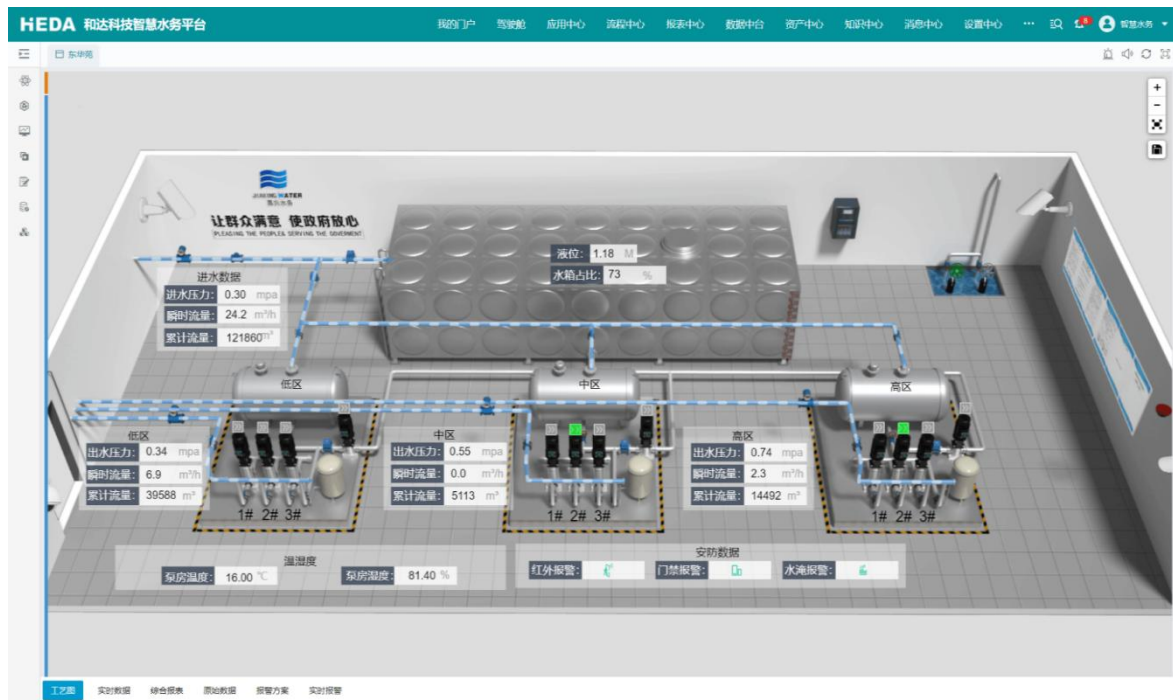 HEDA 和达科技智慧水务平台
我的门户 驾驶舱 应用中心 流程中心 报表中心 数据中台 资产中心 知识中心 消息中心 设置中心 ··· 智慧水务
东华苑
让群众满意 使政府放心
液位: 1.18 M
水箱占比: 73 %
进水数据
进水压力: 0.30 mpa
瞬时流量: 24.2 m³/h
累计流量: 121860 m³
低区
中区
高区
低区
出水压力: 0.34 mpa
瞬时流量: 6.9 m³/h
累计流量: 39588 m³
1# 2# 3#
中区
出水压力: 0.55 mpa
瞬时流量: 0.0 m³/h
累计流量: 5113 m³
1# 2# 3#
高区
出水压力: 0.74 mpa
瞬时流量: 2.3 m³/h
累计流量: 14492 m³
1# 2# 3#
温湿度
泵房温度: 16.00 ℃
泵房湿度: 81.40 %
安防数据
红外报警: 门禁报警: 水淹报警:
工艺图 实时数据 综合报表 原始数据 报警方案 实时报警